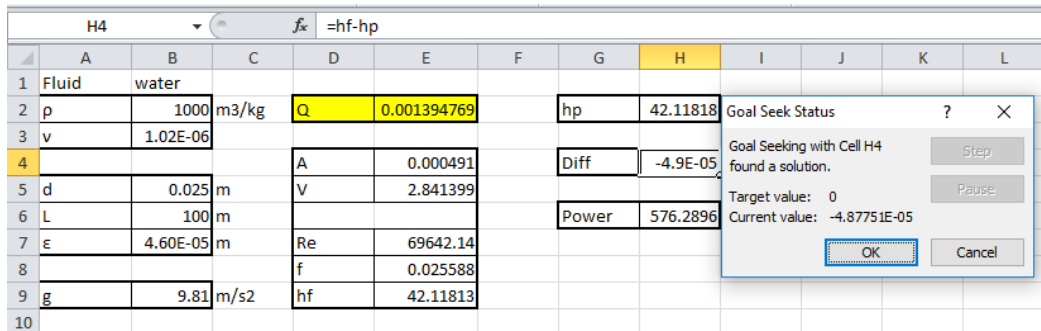 H4 fx =hf-hp
A B C D E F G H I J K L
1 Fluid water
2 ρ 1000 m3/kg Q 0.001394769 hp 42.11818
3 ν 1.02E-06
4 A 0.000491 Diff -4.9E-05
5 d 0.025 m V 2.841399
6 L 100 m Power 576.2896
7 ε 4.60E-05 m Re 69642.14
8 f 0.025588
9 g 9.81 m/s2 hf 42.11813
10
Goal Seek Status ? ×
Goal Seeking with Cell H4 Step
found a solution.
Pause
Target value: 0
Current value: -4.87751E-05
OK Cancel